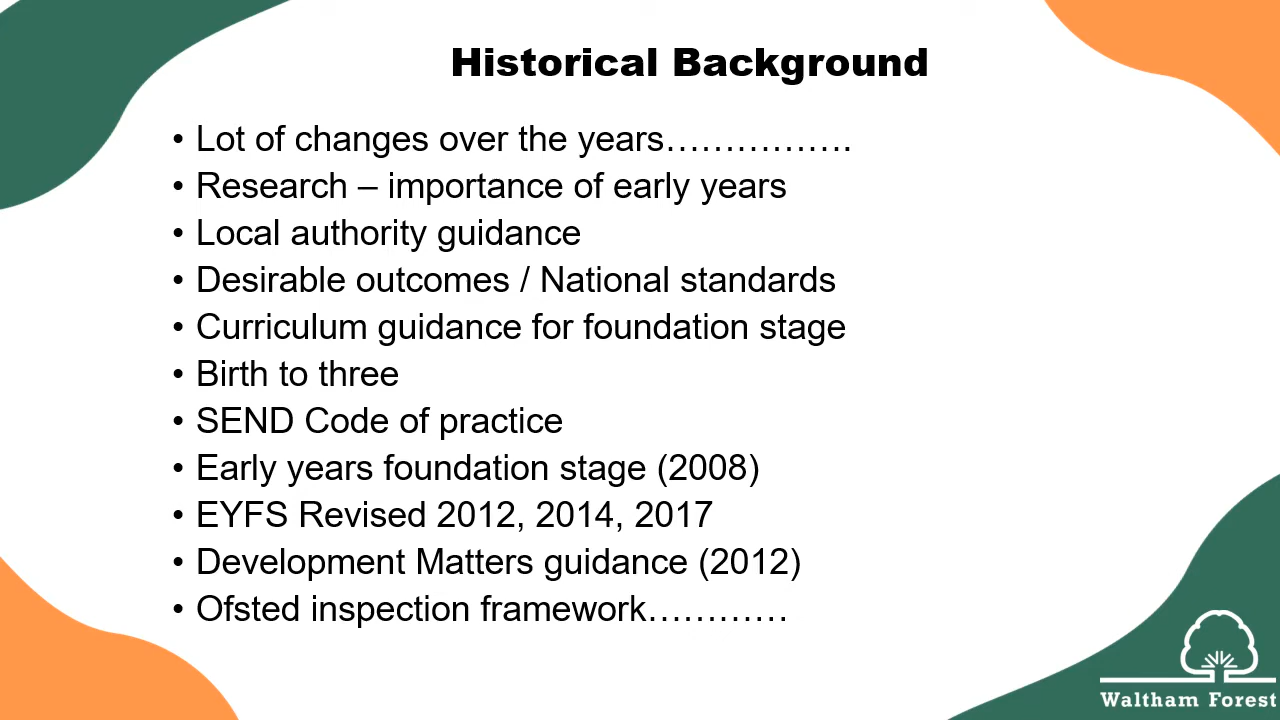 Historical Background
• Lot of changes over the years…………….
• Research – importance of early years
• Local authority guidance
• Desirable outcomes / National standards
• Curriculum guidance for foundation stage
• Birth to three
• SEND Code of practice
• Early years foundation stage (2008)
• EYFS Revised 2012, 2014, 2017
• Development Matters guidance (2012)
• Ofsted inspection framework…………
Waltham Forest